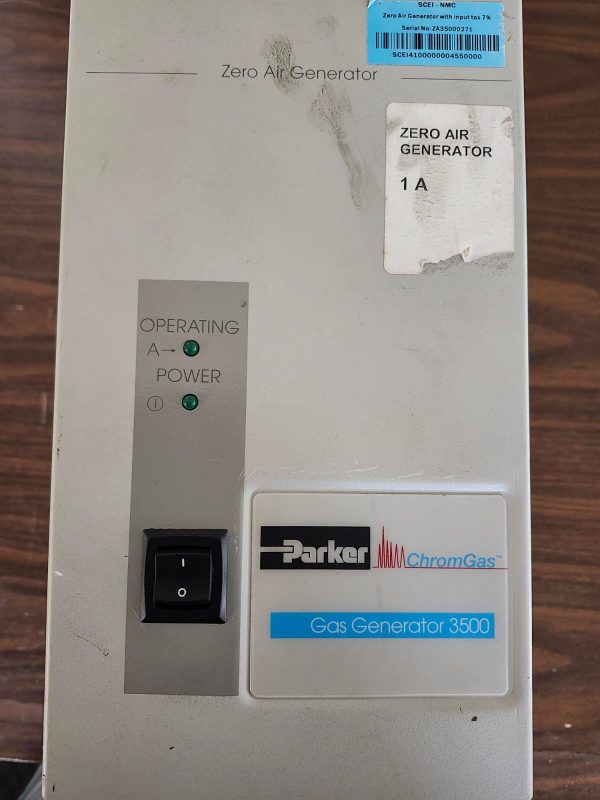 SCEI - NMC
Zero Air Generator with input tax 7%
Serial No: ZA35000271
SCEI4100000004550000
Zero Air Generator
ZERO AIR
GENERATOR
1 A
OPERATING
A→
POWER
I
O
Parker
ChromGas™
Gas Generator 3500